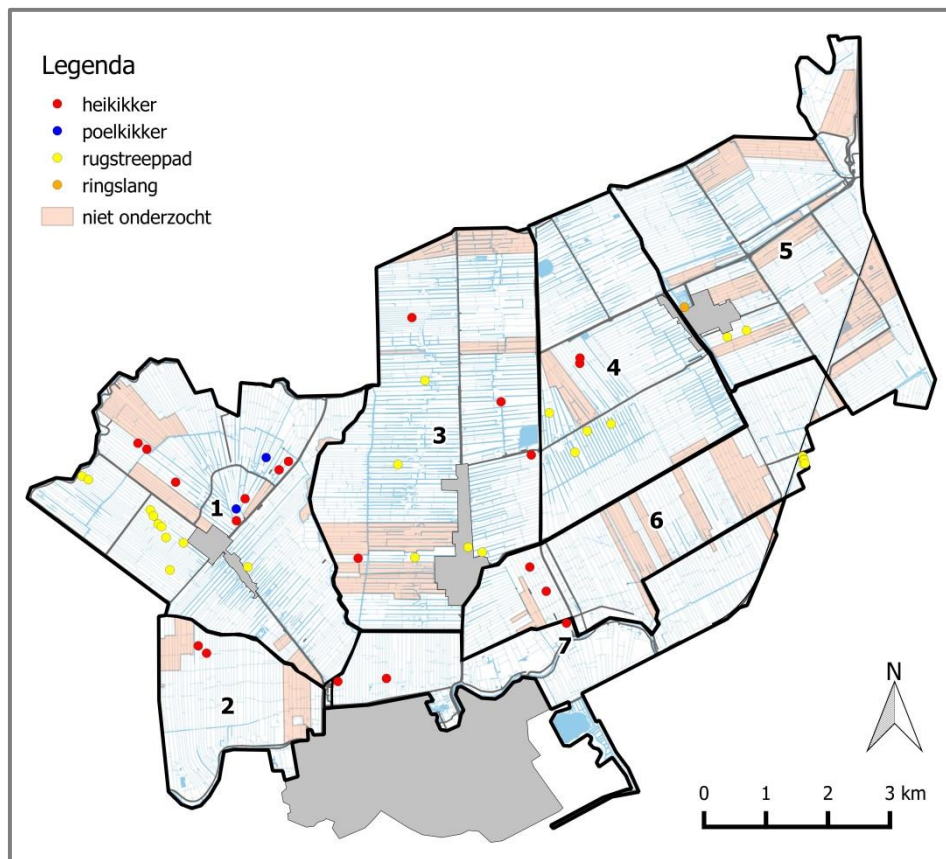 Legenda
heikikker
poelkikker
rugstreeppad
ringslang
niet onderzocht
5
4
3
6
1
7
2
N
0 1 2 3 km